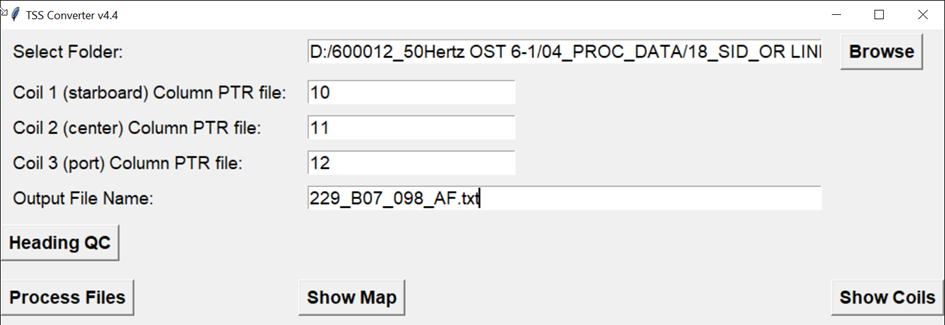 TSS Converter v4.4
Select Folder: D:/600012_50Hertz OST 6-1/04_PROC_DATA/18_SID_OR LINI Browse
Coil 1 (starboard) Column PTR file: 10
Coil 2 (center) Column PTR file: 11
Coil 3 (port) Column PTR file: 12
Output File Name: 229_B07_098_AF.txt
Heading QC
Process Files Show Map Show Coils